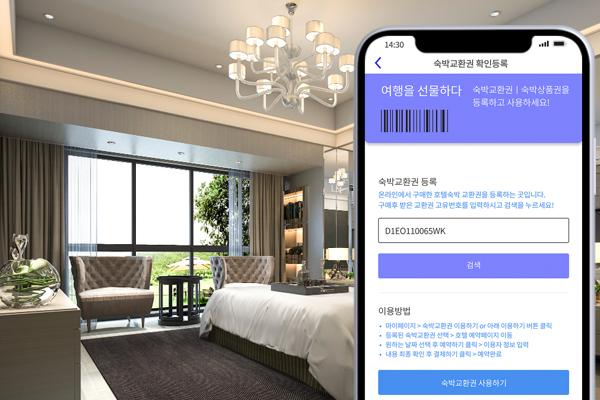 14:30
숙박교환권 확인등록
여행을 선물하다
숙박교환권 | 숙박상품권을
등록하고 사용하세요!
숙박교환권 등록
온라인에서 구매한 호텔숙박 교환권을 등록하는 곳입니다.
구매후 받은 교환권 고유번호를 입력하시고 검색을 누르세요!
D1EO110065WK
검색
이용방법
• 마이페이지 > 숙박교환권 이용하기 or 아래 이용하기 버튼 클릭
• 등록된 숙박교환권 선택 > 호텔 예약페이지 이동
• 원하는 날짜 선택 후 예약하기 클릭 > 이용자 정보 입력
• 내용 최종 확인 후 결제하기 클릭 > 예약완료
숙박교환권 사용하기